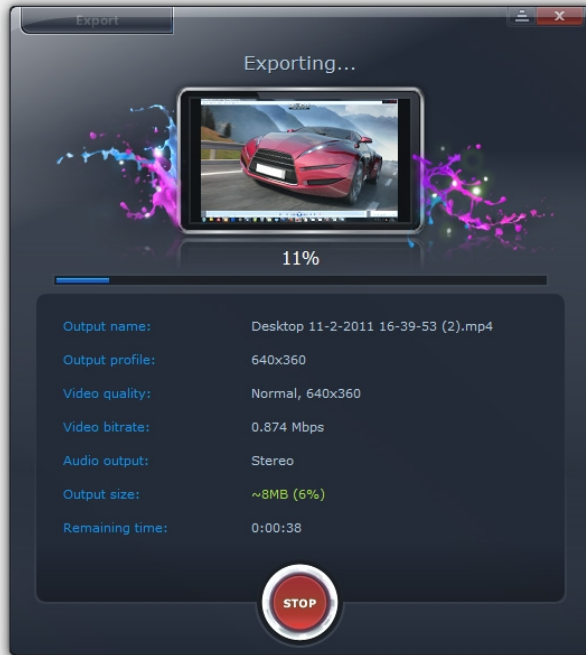 Export
Exporting...
11%
Output name: Desktop 11-2-2011 16-39-53 (2).mp4
Output profile: 640x360
Video quality: Normal, 640x360
Video bitrate: 0.874 Mbps
Audio output: Stereo
Output size: ~8MB (6%)
Remaining time: 0:00:38
STOP